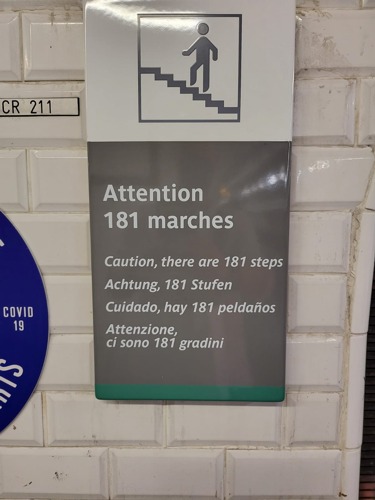 CR 211
Attention
181 marches
Caution, there are 181 steps
Achtung, 181 Stufen
Cuidado, hay 181 peldaños
Attenzione,
ci sono 181 gradini
COVID
19